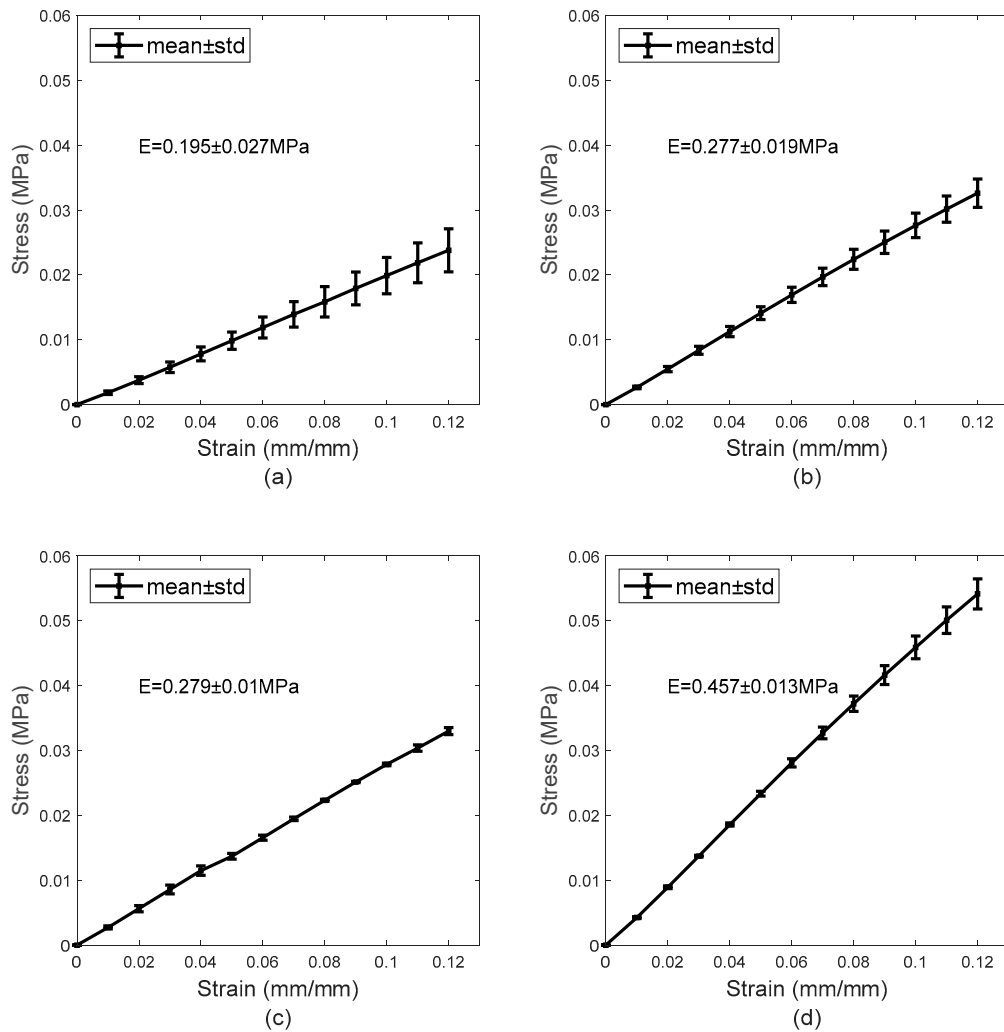 0.06
mean±std
0.05
E=0.195±0.027MPa
0.04
Stress (MPa)
0.03
0.02
0.01
0
0 0.02 0.04 0.06 0.08 0.1 0.12
Strain (mm/mm)
(a)
0.06
mean±std
0.05
E=0.277±0.019MPa
0.04
Stress (MPa)
0.03
0.02
0.01
0
0 0.02 0.04 0.06 0.08 0.1 0.12
Strain (mm/mm)
(b)
0.06
mean±std
0.05
E=0.279±0.01MPa
0.04
Stress (MPa)
0.03
0.02
0.01
0
0 0.02 0.04 0.06 0.08 0.1 0.12
Strain (mm/mm)
(c)
0.06
mean±std
0.05
E=0.457±0.013MPa
0.04
Stress (MPa)
0.03
0.02
0.01
0
0 0.02 0.04 0.06 0.08 0.1 0.12
Strain (mm/mm)
(d)